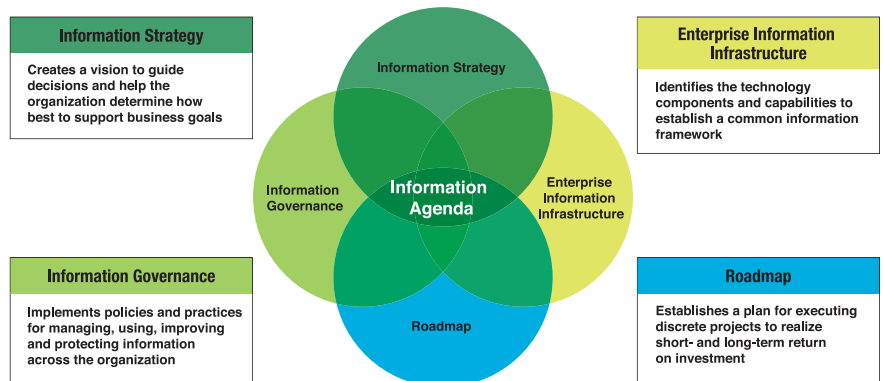 Information Strategy
Creates a vision to guide
decisions and help the
organization determine how
best to support business goals
Information Strategy
Enterprise Information
Infrastructure
Identifies the technology
components and capabilities to
establish a common information
framework
Information
Governance
Information
Agenda
Enterprise
Information
Infrastructure
Information Governance
Implements policies and practices
for managing, using, improving
and protecting information
across the organization
Roadmap
Roadmap
Establishes a plan for executing
discrete projects to realize
short- and long-term return
on investment